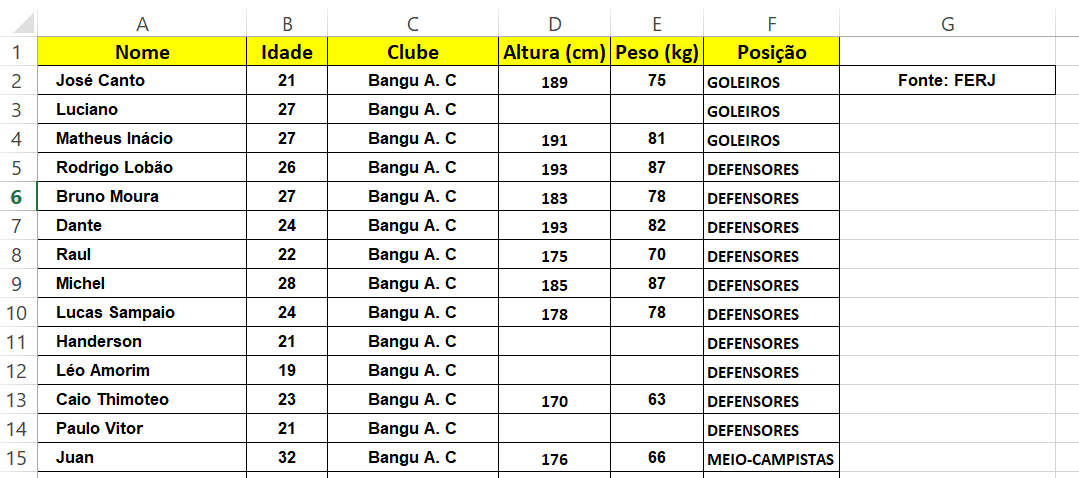 A B C D E F G
1 Nome Idade Clube Altura (cm) Peso (kg) Posição
2 José Canto 21 Bangu A. C 189 75 GOLEIROS Fonte: FERJ
3 Luciano 27 Bangu A. C GOLEIROS
4 Matheus Inácio 27 Bangu A. C 191 81 GOLEIROS
5 Rodrigo Lobão 26 Bangu A. C 193 87 DEFENSORES
6 Bruno Moura 27 Bangu A. C 183 78 DEFENSORES
7 Dante 24 Bangu A. C 193 82 DEFENSORES
8 Raul 22 Bangu A. C 175 70 DEFENSORES
9 Michel 28 Bangu A. C 185 87 DEFENSORES
10 Lucas Sampaio 24 Bangu A. C 178 78 DEFENSORES
11 Handerson 21 Bangu A. C DEFENSORES
12 Léo Amorim 19 Bangu A. C DEFENSORES
13 Caio Thimoteo 23 Bangu A. C 170 63 DEFENSORES
14 Paulo Vitor 21 Bangu A. C DEFENSORES
15 Juan 32 Bangu A. C 176 66 MEIO-CAMPISTAS